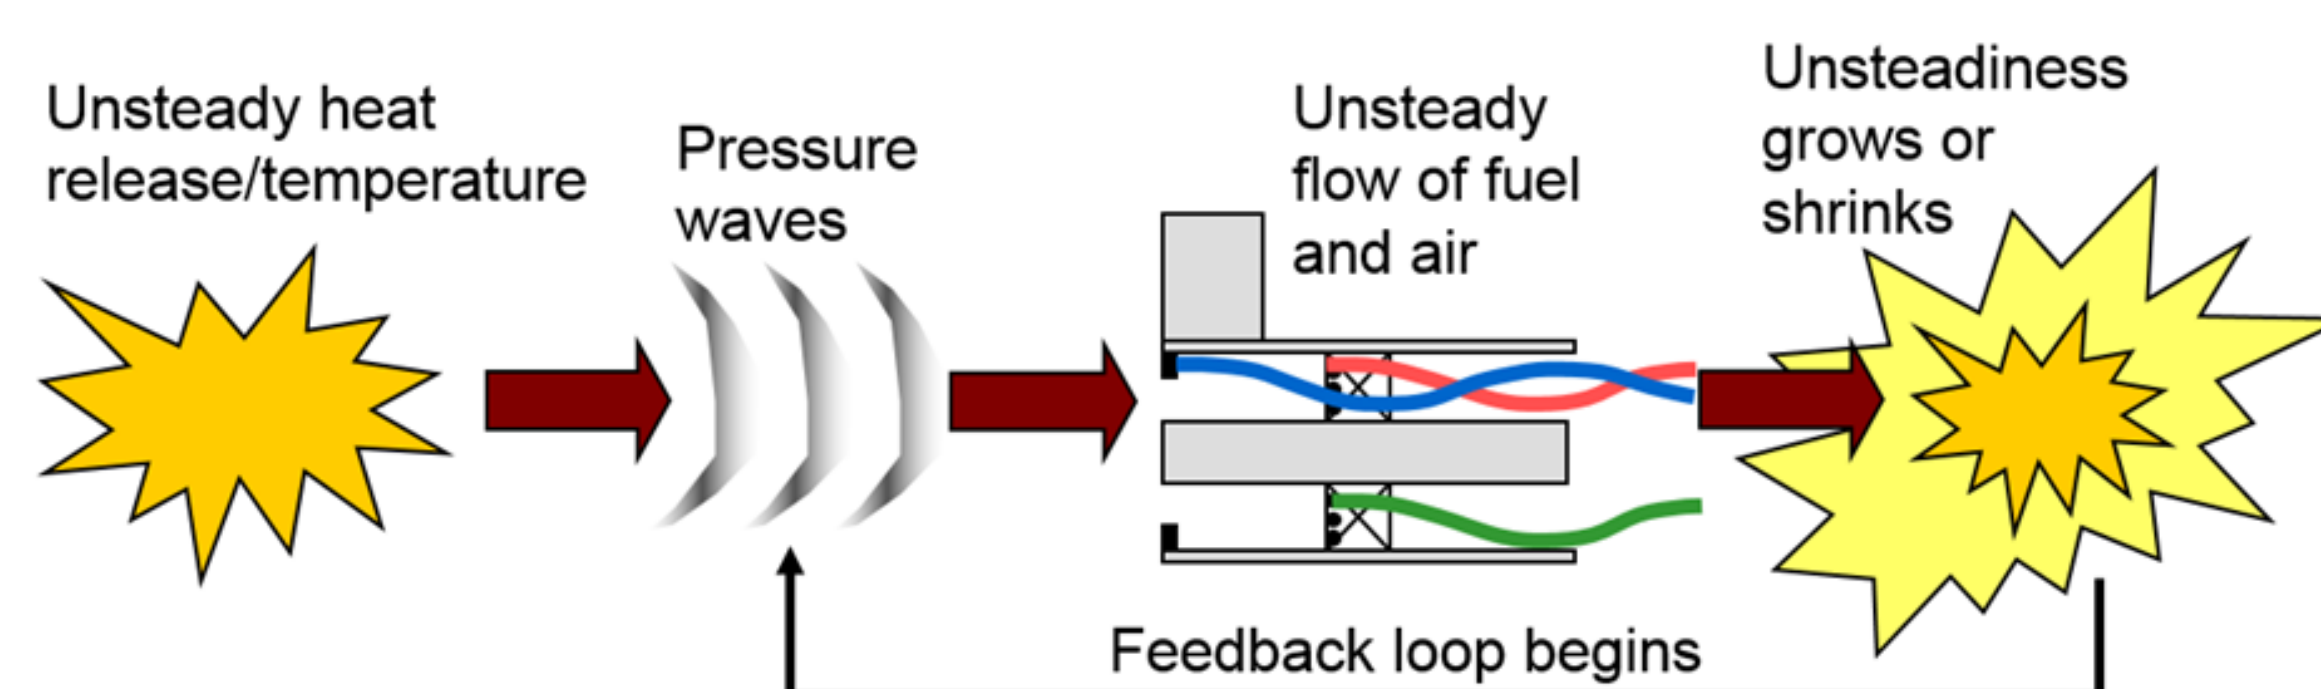 Unsteady heat
release/temperature
Pressure
waves
Unsteady
flow of fuel
and air
Unsteadiness
grows or
shrinks
Feedback loop begins